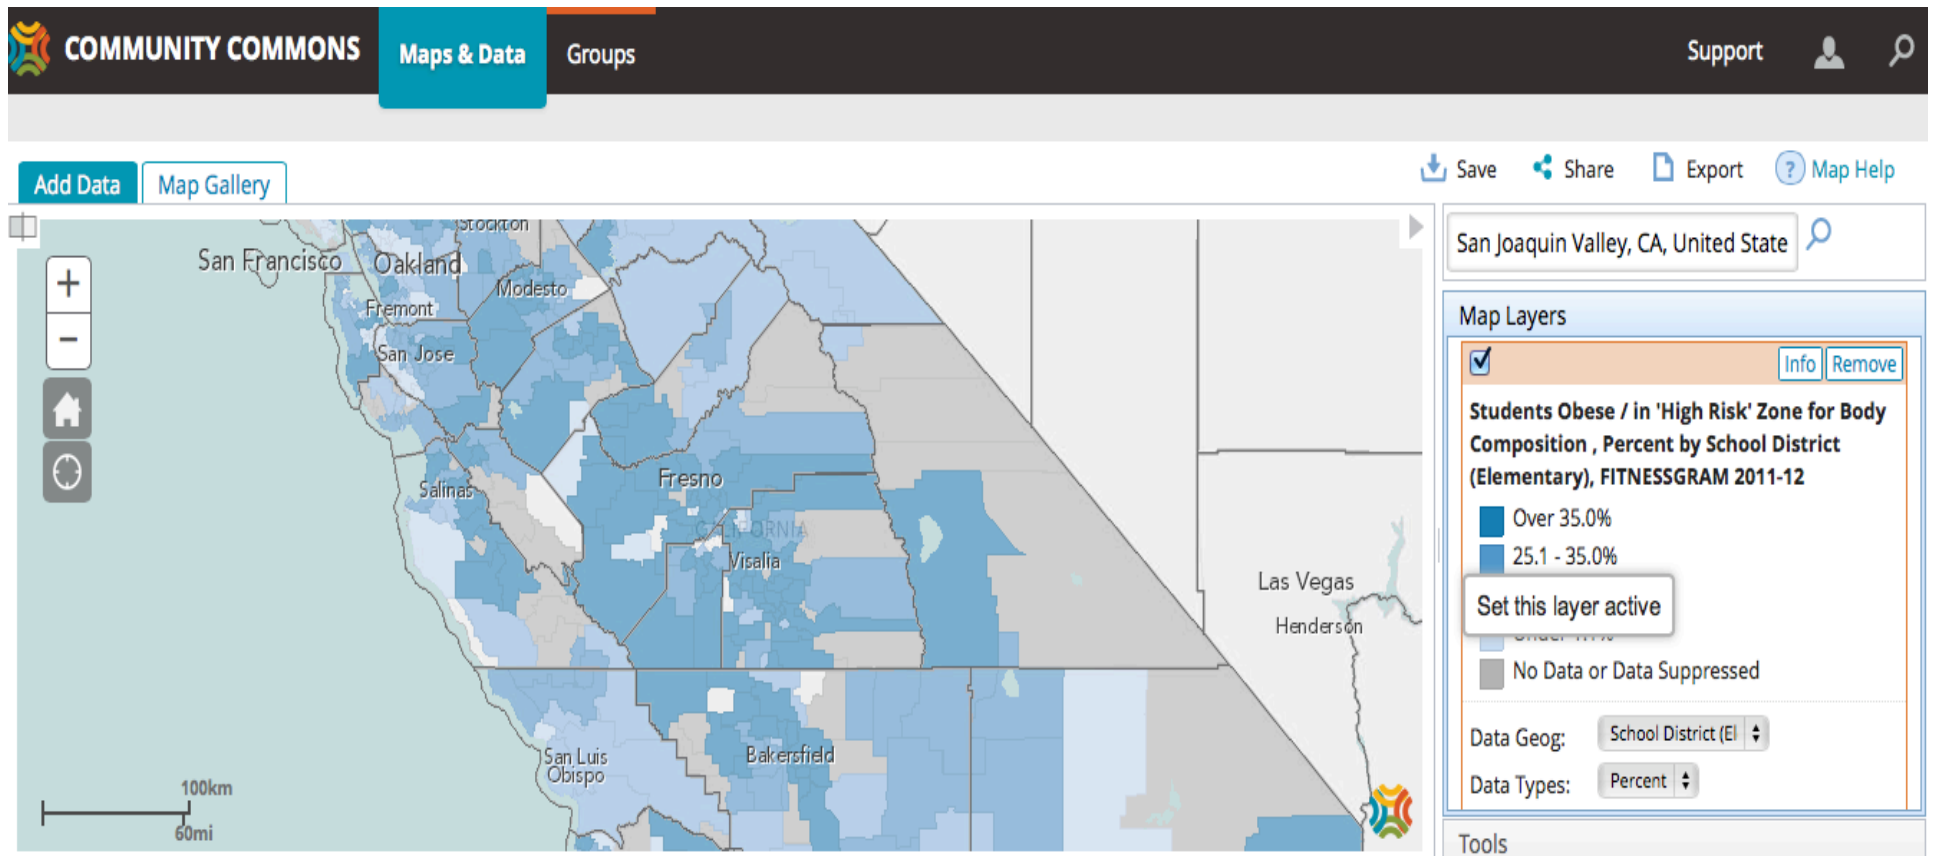 COMMUNITY COMMONS
Maps & Data
Groups
Support
Add Data
Map Gallery
Save
Share
Export
? Map Help
San Joaquin Valley, CA, United State
Map Layers
Info
Remove
Students Obese / in 'High Risk' Zone for Body
Composition , Percent by School District
(Elementary), FITNESSGRAM 2011-12
Over 35.0%
25.1 - 35.0%
Set this layer active
No Data or Data Suppressed
Data Geog:
School District (El
Data Types:
Percent
Tools
+
−
Stockton
San Francisco
Oakland
Modesto
Fremont
San Jose
Salinas
Fresno
CALIFORNIA
Visalia
Las Vegas
Henderson
San Luis
Obispo
Bakersfield
100km
60mi